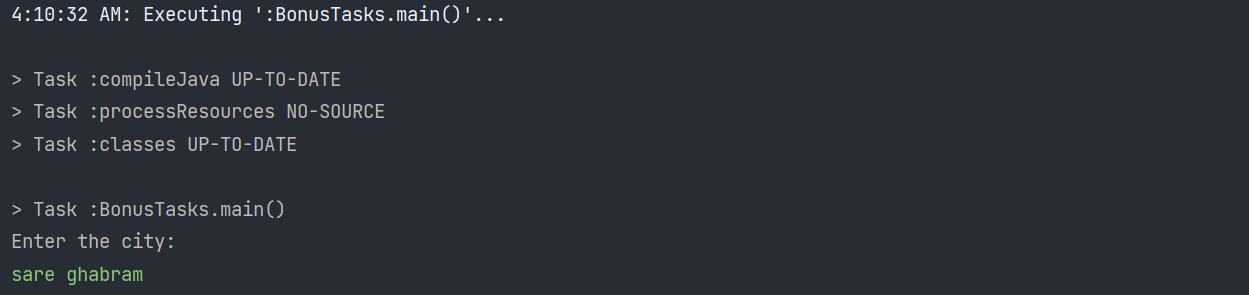 4:10:32 AM: Executing ':BonusTasks.main()'...
> Task :compileJava UP-TO-DATE
> Task :processResources NO-SOURCE
> Task :classes UP-TO-DATE
> Task :BonusTasks.main()
Enter the city:
sare ghabram